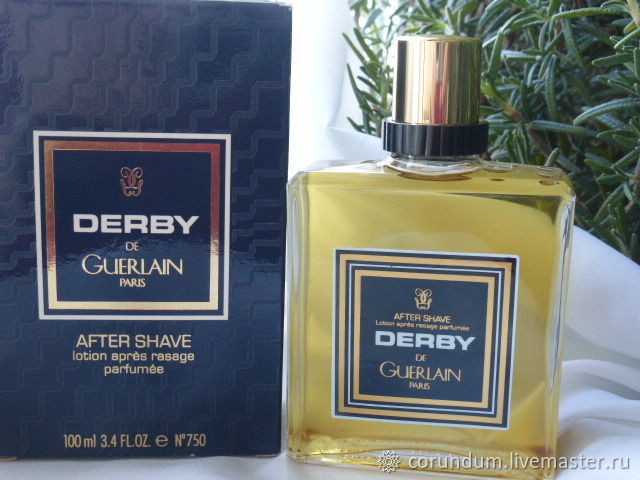 DERBY
DE
GUERLAIN
PARIS
AFTER SHAVE
lotion après rasage
parfumée
100 ml 3.4 FL.OZ. e N°750
AFTER SHAVE
Lotion après rasage parfumée
DERBY
DE
GUERLAIN
PARIS
corundum.livemaster.ru